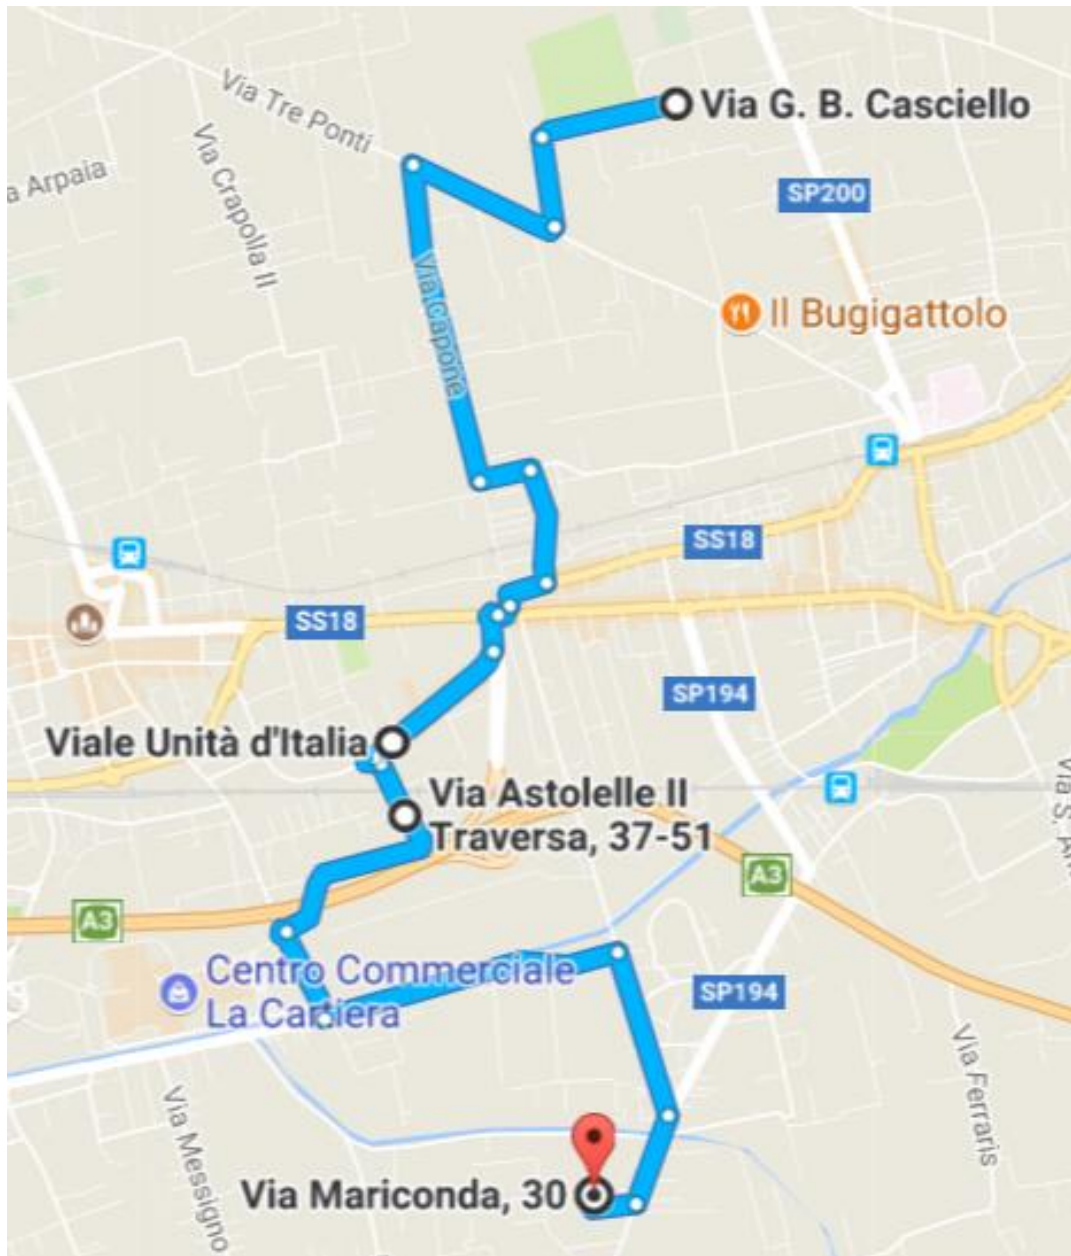 Via G. B. Casciello
Via Tre Ponti
Via Crapolla II
a Arpaia
SP200
Via Capone
Il Bugigattolo
SS18
SS18
SP194
Viale Unità d'Italia
Via Astolelle II
Traversa, 37-51
A3
A3
Centro Commerciale
La Cartiera
SP194
Via Ferraris
Via Messigno
Via Mariconda, 30